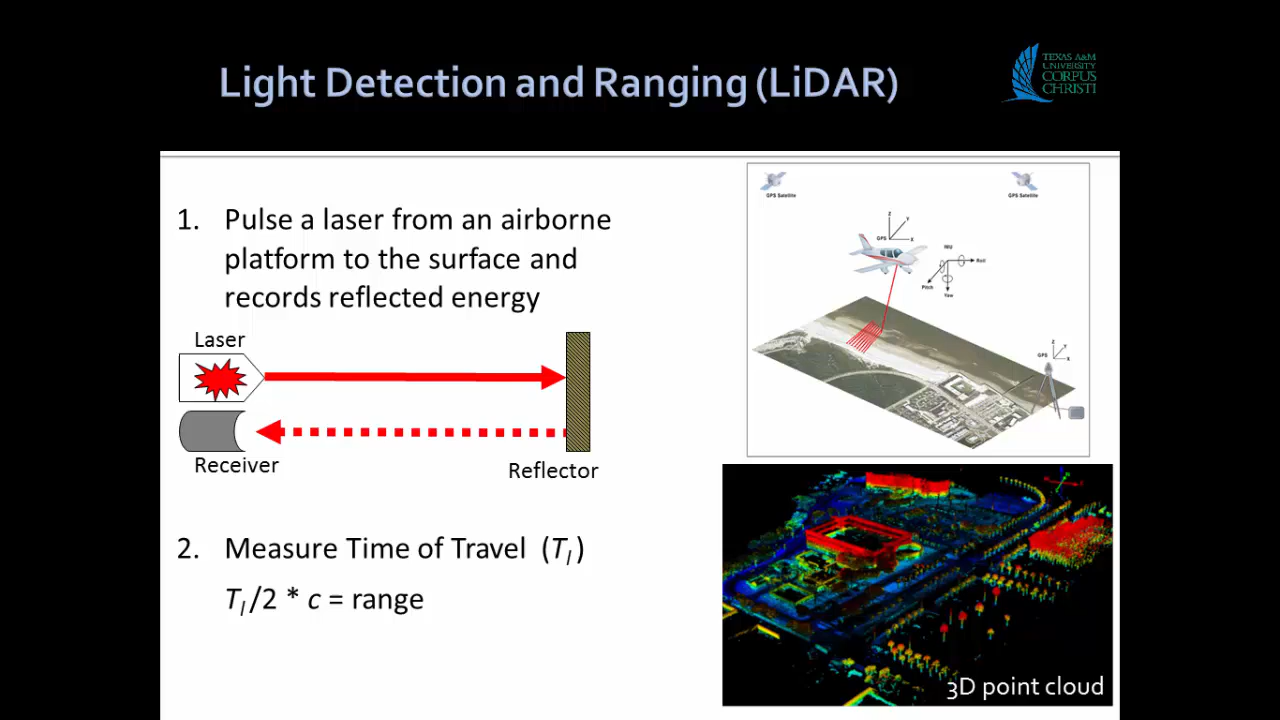 Light Detection and Ranging (LiDAR)
TEXAS A&M
UNIVERSITY
CORPUS
CHRISTI
1. Pulse a laser from an airborne
platform to the surface and
records reflected energy
Laser
Receiver
Reflector
2. Measure Time of Travel (Tl)
Tl/2 * c = range
GPS Satellite
GPS Satellite
Z
Y
GPS
X
IMU
Roll
Pitch
Yaw
Z
Y
GPS
X
3D point cloud